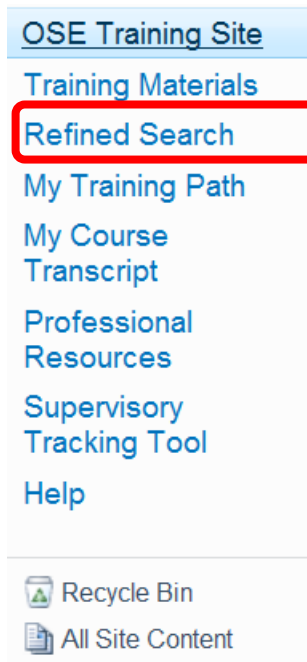 OSE Training Site
Training Materials
Refined Search
My Training Path
My Course
Transcript
Professional
Resources
Supervisory
Tracking Tool
Help
Recycle Bin
All Site Content